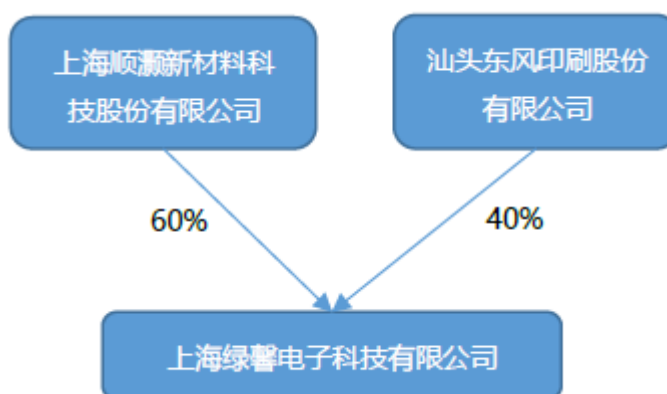 上海顺灏新材料科
技股份有限公司
汕头东风印刷股份
有限公司
60%
40%
上海绿馨电子科技有限公司